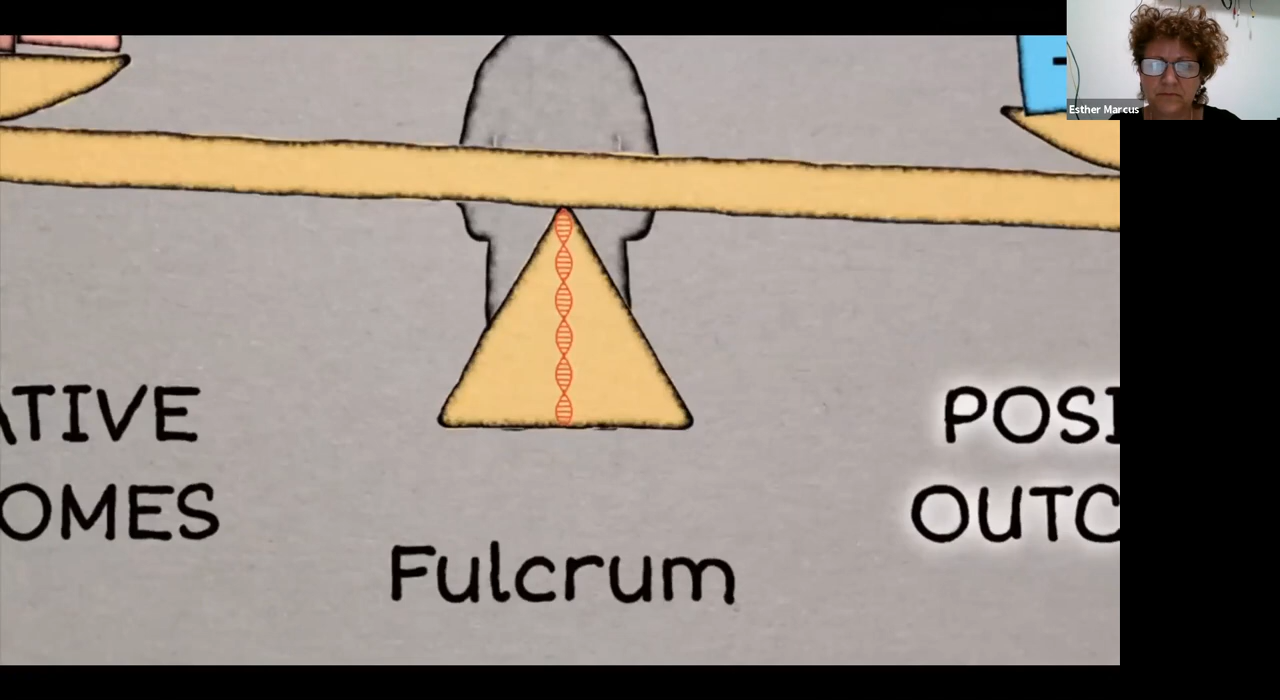 Esther Marcus
ATIVE
OMES
POSI
OUTC
Fulcrum